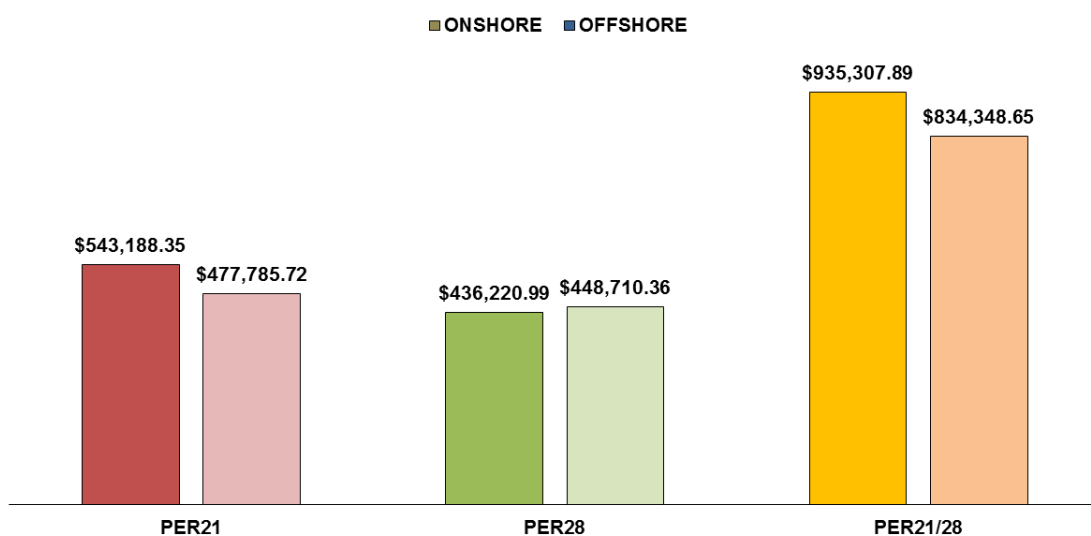 ONSHORE OFFSHORE
$935,307.89
$834,348.65
$543,188.35
$477,785.72
$436,220.99
$448,710.36
PER21
PER28
PER21/28